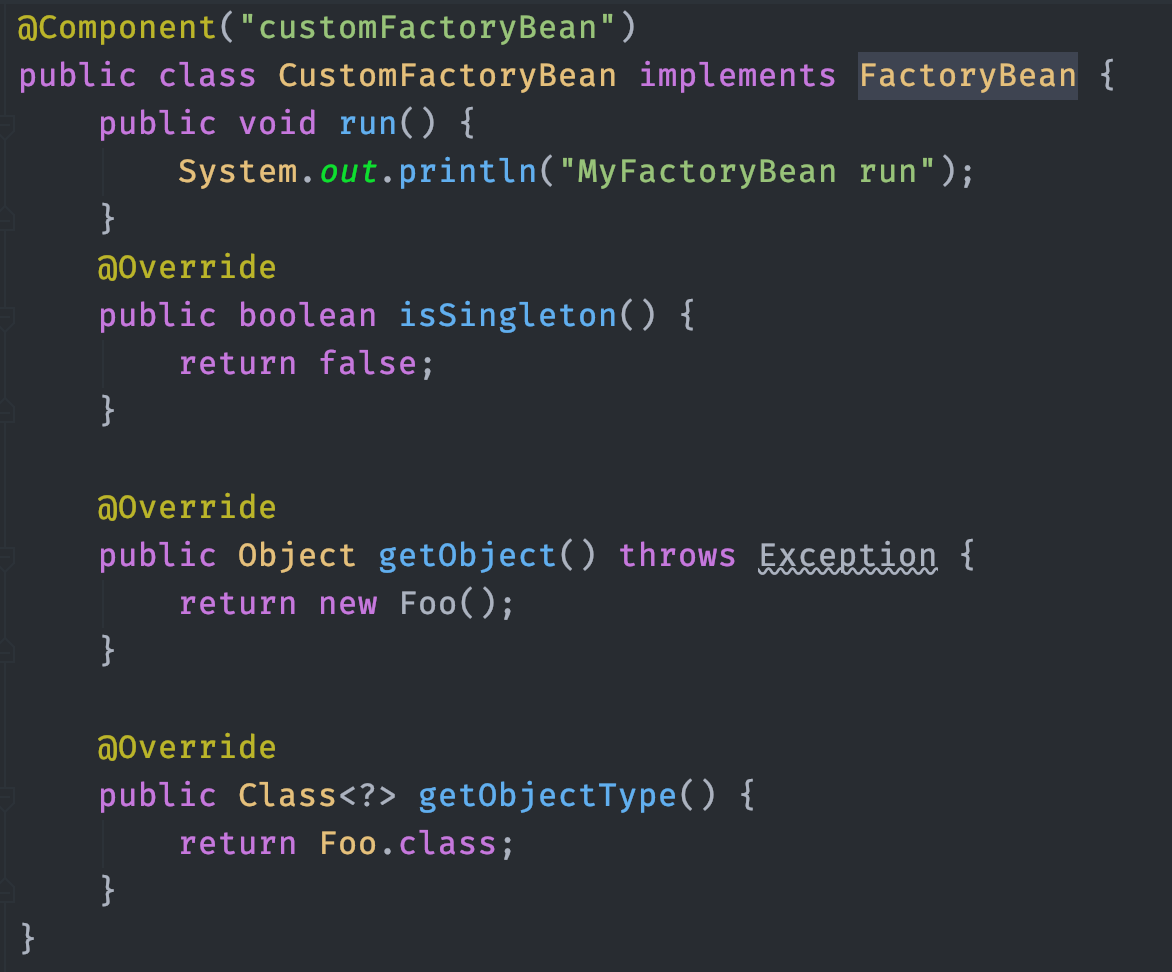 @Component("customFactoryBean")
public class CustomFactoryBean implements FactoryBean {
    public void run() {
        System.out.println("MyFactoryBean run");
    }
    @Override
    public boolean isSingleton() {
        return false;
    }

    @Override
    public Object getObject() throws Exception {
        return new Foo();
    }

    @Override
    public Class<?> getObjectType() {
        return Foo.class;
    }
}